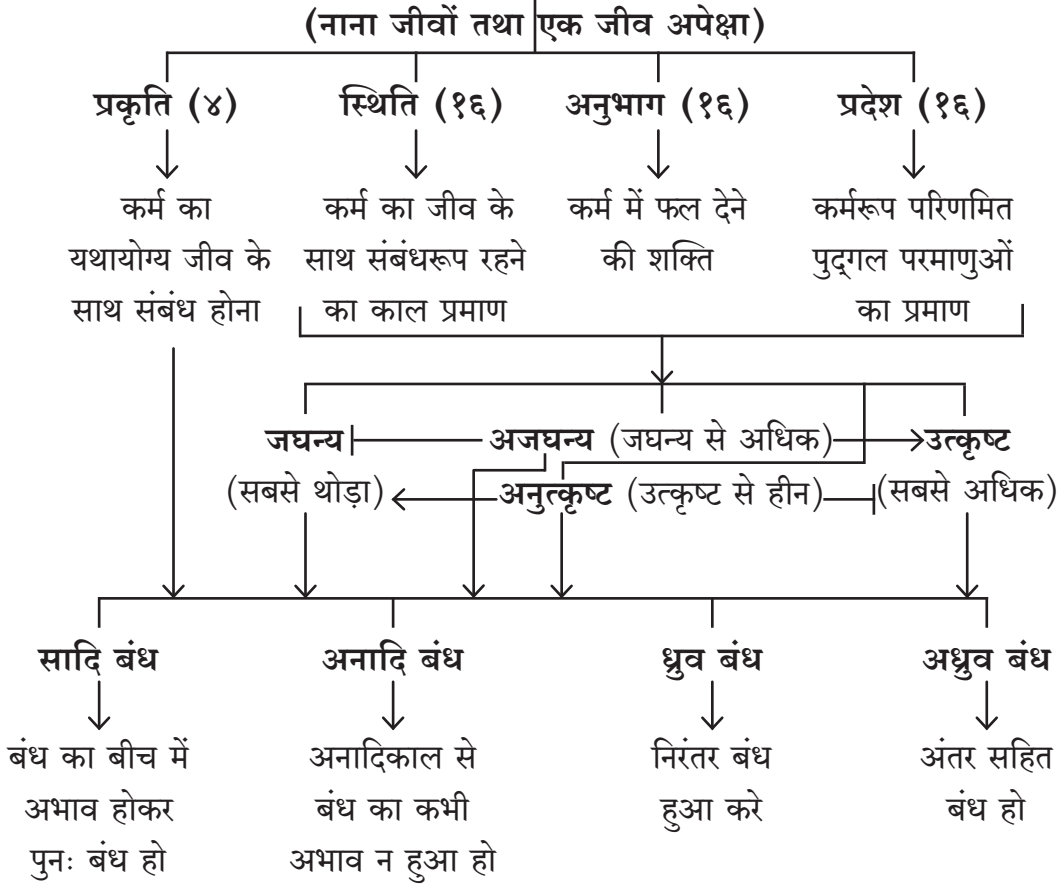 (नाना जीवों तथा एक जीव अपेक्षा)
प्रकृति (४) स्थिति (१६) अनुभाग (१६) प्रदेश (१६)
कर्म का कर्म का जीव के कर्म में फल देने कर्मरूप परिणमित
यथायोग्य जीव के साथ संबंधरूप रहने की शक्ति पुद्गल परमाणुओं
साथ संबंध होना का काल प्रमाण का प्रमाण
जघन्य अजघन्य (जघन्य से अधिक) उत्कृष्ट
(सबसे थोड़ा) अनुत्कृष्ट (उत्कृष्ट से हीन) (सबसे अधिक)
सादि बंध अनादि बंध ध्रुव बंध अध्रुव बंध
बंध का बीच में अनादिकाल से निरंतर बंध अंतर सहित
अभाव होकर बंध का कभी हुआ करे बंध हो
पुनः बंध हो अभाव न हुआ हो